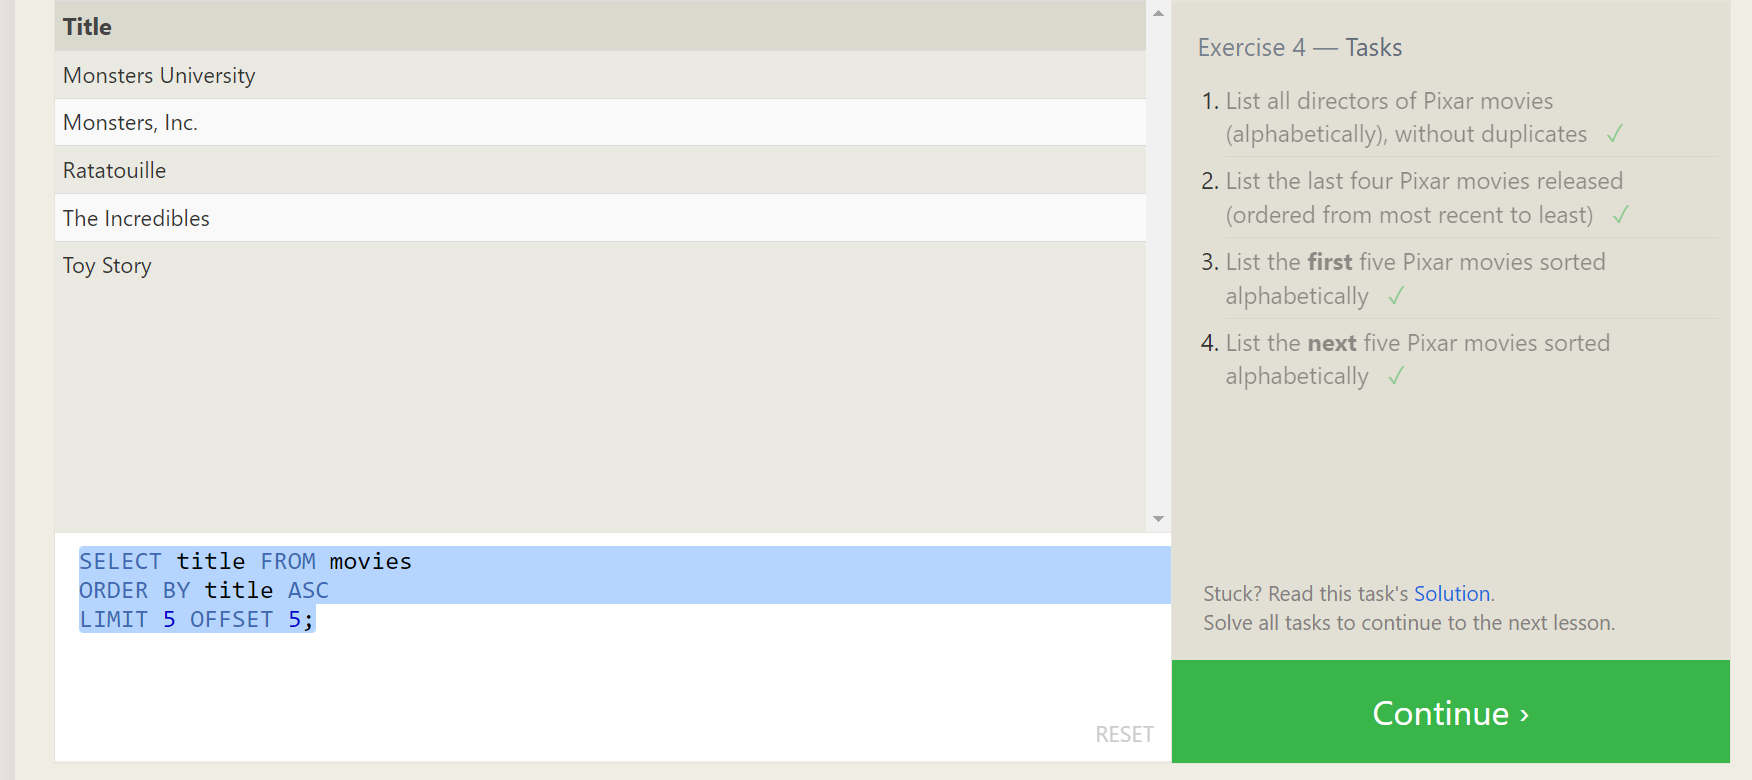 Title
Monsters University
Monsters, Inc.
Ratatouille
The Incredibles
Toy Story
SELECT title FROM movies
ORDER BY title ASC
LIMIT 5 OFFSET 5;
RESET
Exercise 4 — Tasks
1. List all directors of Pixar movies
(alphabetically), without duplicates ✓
2. List the last four Pixar movies released
(ordered from most recent to least) ✓
3. List the first five Pixar movies sorted
alphabetically ✓
4. List the next five Pixar movies sorted
alphabetically ✓
Stuck? Read this task's Solution.
Solve all tasks to continue to the next lesson.
Continue ›